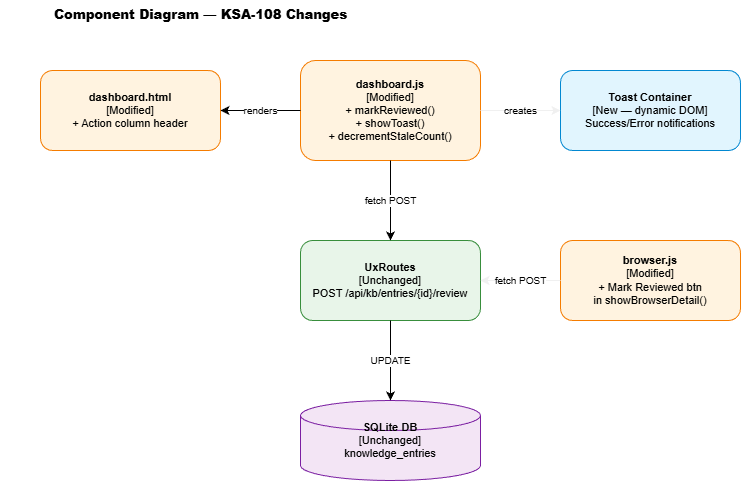 Component Diagram — KSA-108 Changes
dashboard.html
[Modified]
+ Action column header
renders
dashboard.js
[Modified]
+ markReviewed()
+ showToast()
+ decrementStaleCount()
creates
Toast Container
[New — dynamic DOM]
Success/Error notifications
fetch POST
UxRoutes
[Unchanged]
POST /api/kb/entries/{id}/review
fetch POST
browser.js
[Modified]
+ Mark Reviewed btn
in showBrowserDetail()
UPDATE
SQLite DB
[Unchanged]
knowledge_entries